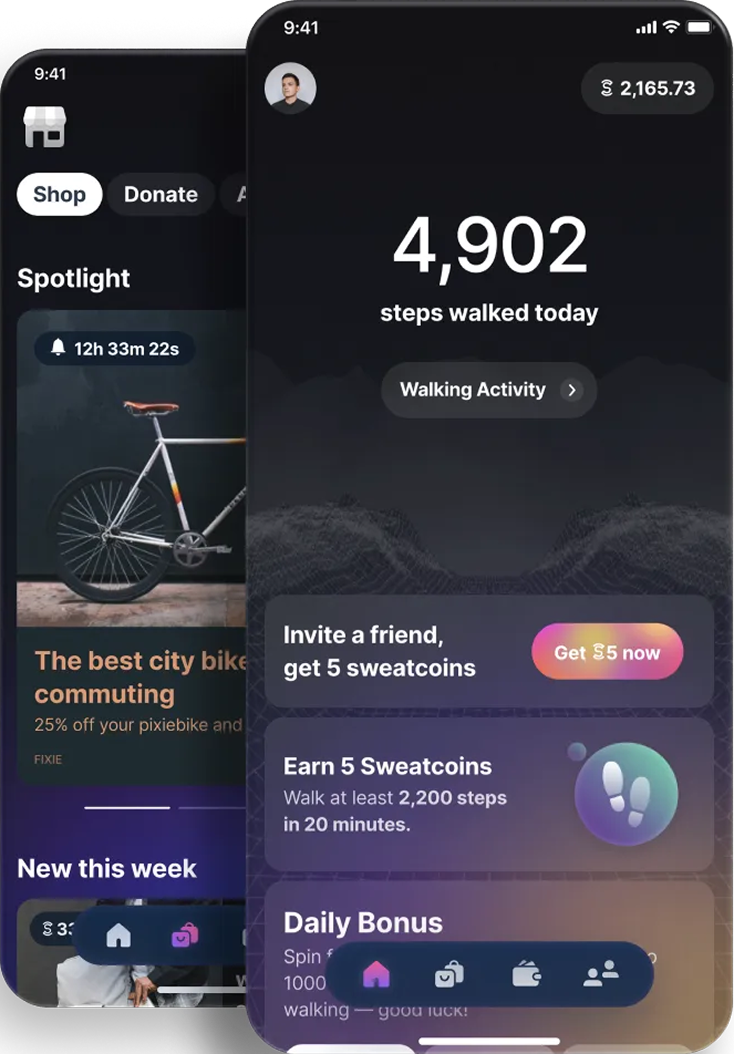 9:41
Shop
Donate
Spotlight
12h 33m 22s
The best city bike
commuting
25% off your pixiebike and
FIXIE
New this week
9:41
2,165.73
4,902
steps walked today
Walking Activity
Invite a friend,
get 5 sweatcoins
Get 5 now
Earn 5 Sweatcoins
Walk at least 2,200 steps
in 20 minutes.
Daily Bonus
Spin
1000
walking — good luck!